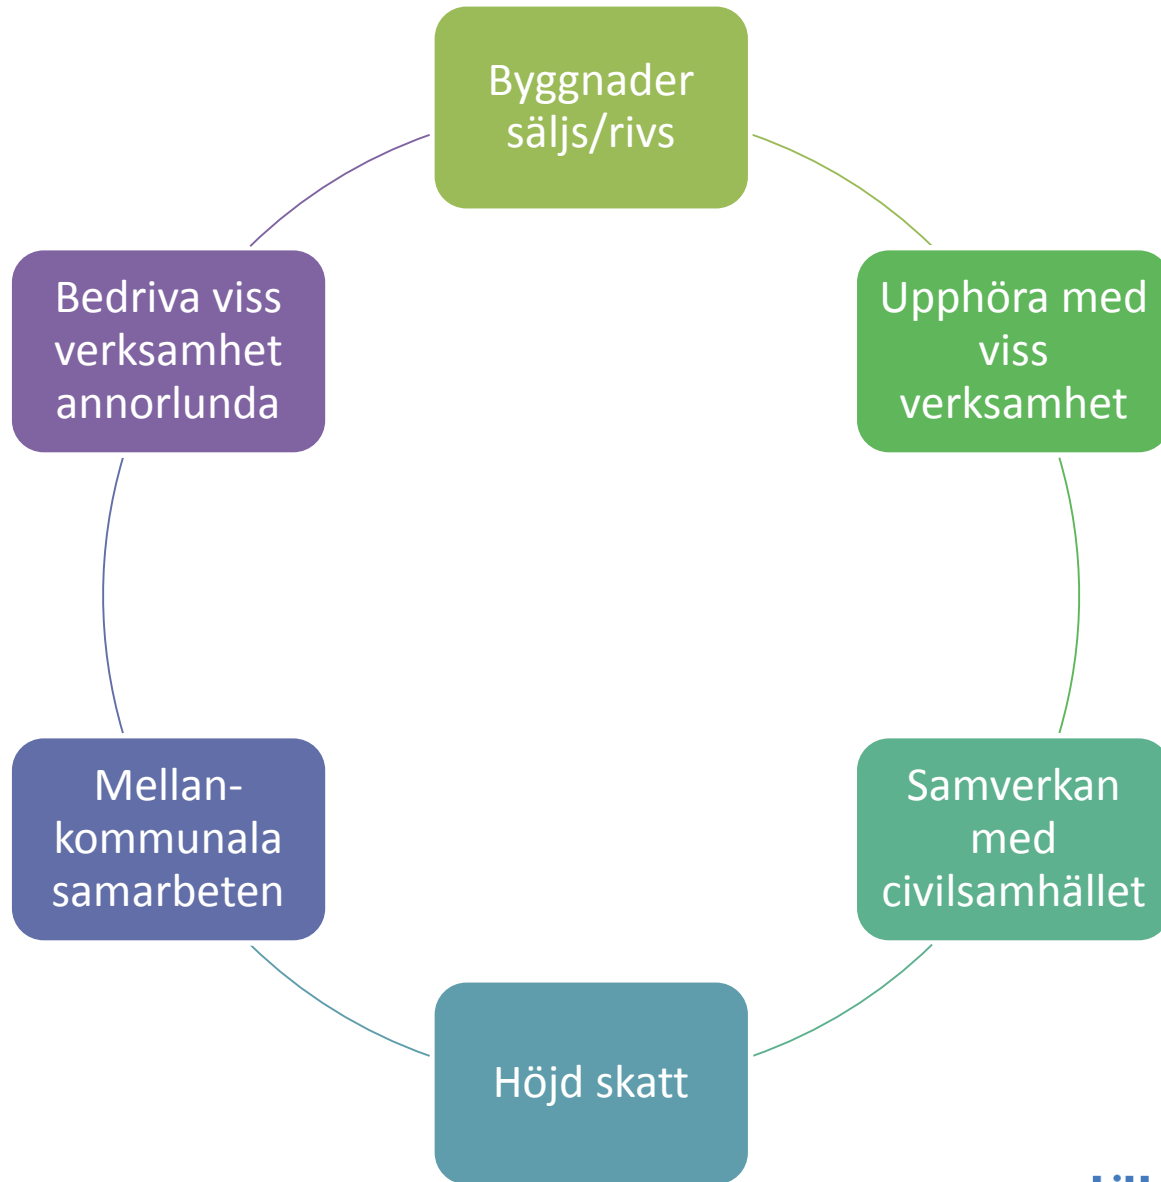 Byggnader
säljs/rivs
Upphöra med
viss
verksamhet
Samverkan
med
civilsamhället
Höjd skatt
Mellan-
kommunala
samarbeten
Bedriva viss
verksamhet
annorlunda